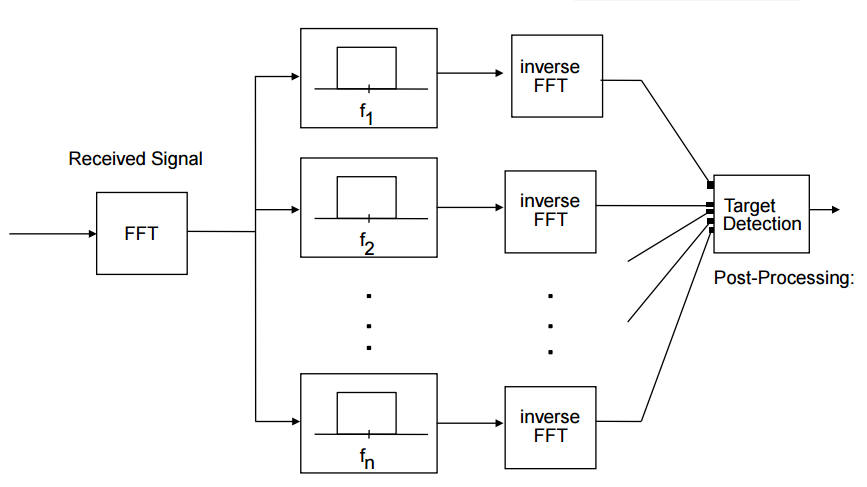 Received Signal
FFT
f1
inverse
FFT
f2
inverse
FFT
fn
inverse
FFT
Target
Detection
Post-Processing: